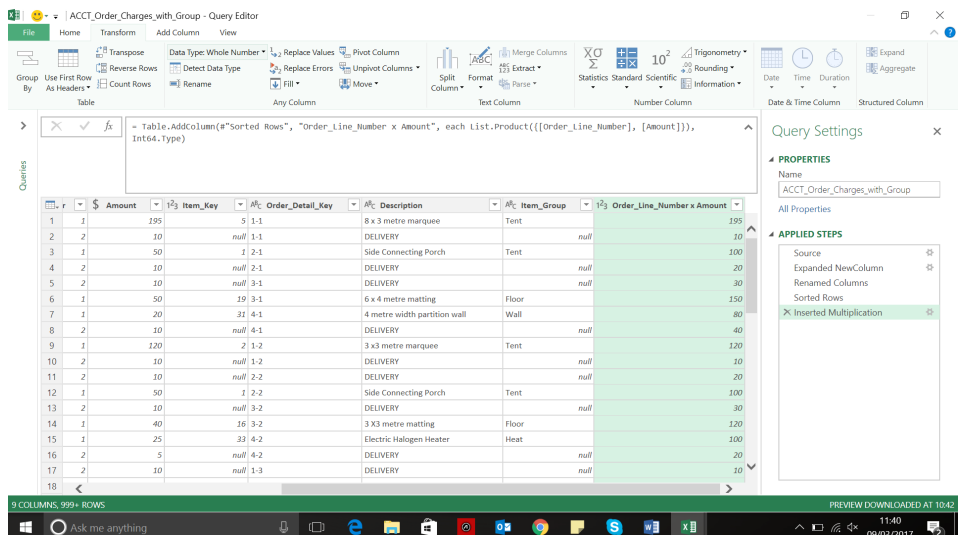 ACCT_Order_Charges_with_Group - Query Editor
File Home Transform Add Column View
Group By
Use First Row As Headers
Transpose
Reverse Rows
Count Rows
Table
Data Type: Whole Number
Detect Data Type
Rename
Replace Values
Replace Errors
Fill
Pivot Column
Unpivot Columns
Move
Any Column
Split Column
Format
ABC
Merge Columns
Extract
Parse
Text Column
Statistics
Standard
Scientific
Trigonometry
Rounding
Information
Number Column
Date
Time
Duration
Date & Time Column
Expand
Aggregate
Structured Column
fx
= Table.AddColumn(#"Sorted Rows", "Order_Line_Number x Amount", each List.Product({[Order_Line_Number], [Amount]}),
Int64.Type)
Queries
r $ Amount 123 Item_Key ABC Order_Detail_Key ABC Description ABC Item_Group 123 Order_Line_Number x Amount
1 1 195 5 1-1 8 x 3 metre marquee Tent 195
2 2 10 null 1-1 DELIVERY null 10
3 1 50 1 2-1 Side Connecting Porch Tent 100
4 2 10 null 2-1 DELIVERY null 20
5 2 10 null 3-1 DELIVERY null 30
6 1 50 19 3-1 6 x 4 metre matting Floor 150
7 1 20 31 4-1 4 metre width partition wall Wall 80
8 2 10 null 4-1 DELIVERY null 40
9 1 120 2 1-2 3 x3 metre marquee Tent 120
10 2 10 null 1-2 DELIVERY null 10
11 2 10 null 2-2 DELIVERY null 20
12 1 50 1 2-2 Side Connecting Porch Tent 100
13 2 10 null 3-2 DELIVERY null 30
14 1 40 16 3-2 3 X3 metre matting Floor 120
15 1 25 33 4-2 Electric Halogen Heater Heat 100
16 2 5 null 4-2 DELIVERY null 20
17 2 10 null 1-3 DELIVERY null 10
18
Query Settings
PROPERTIES
Name
ACCT_Order_Charges_with_Group
All Properties
APPLIED STEPS
Source
Expanded NewColumn
Renamed Columns
Sorted Rows
Inserted Multiplication
9 COLUMNS, 999+ ROWS
PREVIEW DOWNLOADED AT 10:42
Ask me anything
11:40
09/03/2017